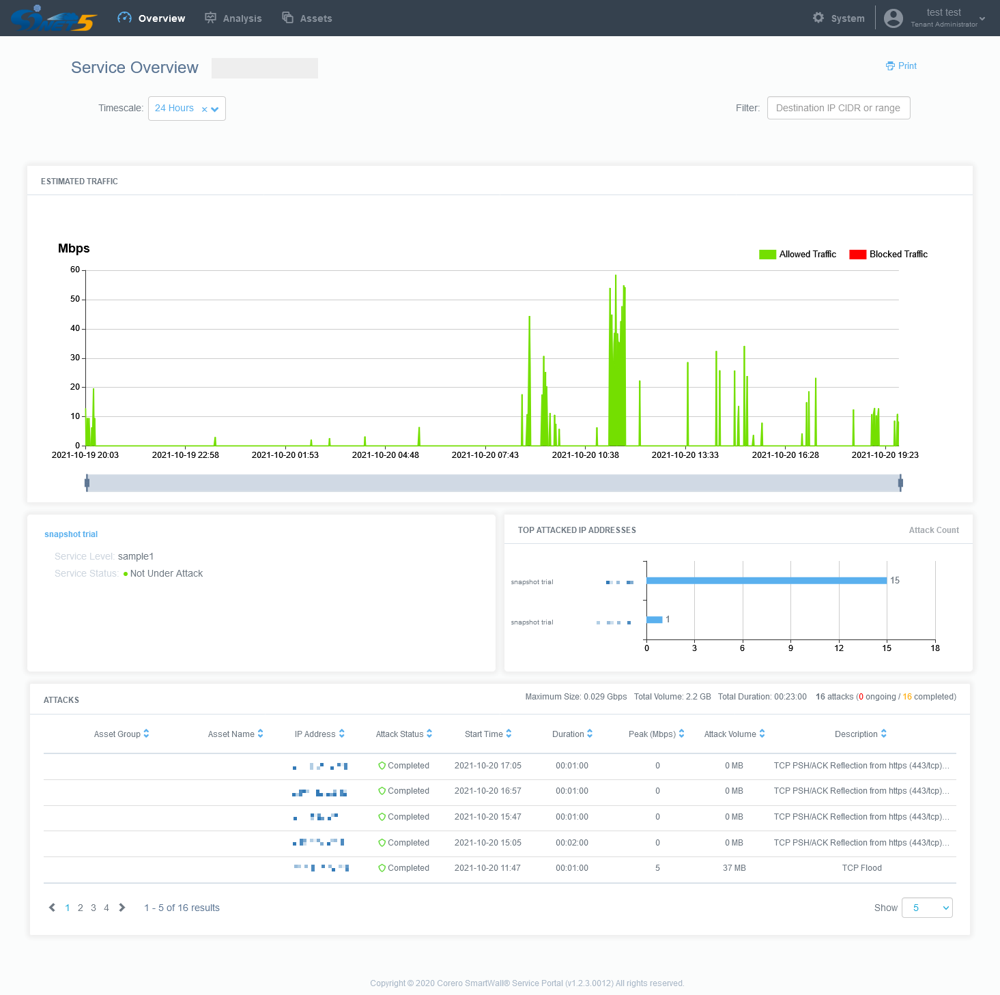 SINET5 Overview Analysis Assets System test test
Tenant Administrator
Service Overview Print
Timescale: 24 Hours × Filter: Destination IP CIDR or range
ESTIMATED TRAFFIC
Mbps
Allowed Traffic Blocked Traffic
60
50
40
30
20
10
0
2021-10-19 20:03 2021-10-19 22:58 2021-10-20 01:53 2021-10-20 04:48 2021-10-20 07:43 2021-10-20 10:38 2021-10-20 13:33 2021-10-20 16:28 2021-10-20 19:23
snapshot trial
Service Level: sample1
Service Status: Not Under Attack
TOP ATTACKED IP ADDRESSES Attack Count
snapshot trial 15
snapshot trial 1
0 3 6 9 12 15 18
ATTACKS Maximum Size: 0.029 Gbps Total Volume: 2.2 GB Total Duration: 00:23:00 16 attacks (0 ongoing / 16 completed)
Asset Group Asset Name IP Address Attack Status Start Time Duration Peak (Mbps) Attack Volume Description
Completed 2021-10-20 17:05 00:01:00 0 0 MB TCP PSH/ACK Reflection from https (443/tcp)...
Completed 2021-10-20 16:57 00:01:00 0 0 MB TCP PSH/ACK Reflection from https (443/tcp)...
Completed 2021-10-20 15:47 00:01:00 0 0 MB TCP PSH/ACK Reflection from https (443/tcp)...
Completed 2021-10-20 15:05 00:02:00 0 0 MB TCP PSH/ACK Reflection from https (443/tcp)...
Completed 2021-10-20 11:47 00:01:00 5 37 MB TCP Flood
1 2 3 4 1 - 5 of 16 results Show 5
Copyright © 2020 Corero SmartWall® Service Portal (v1.2.3.0012) All rights reserved.